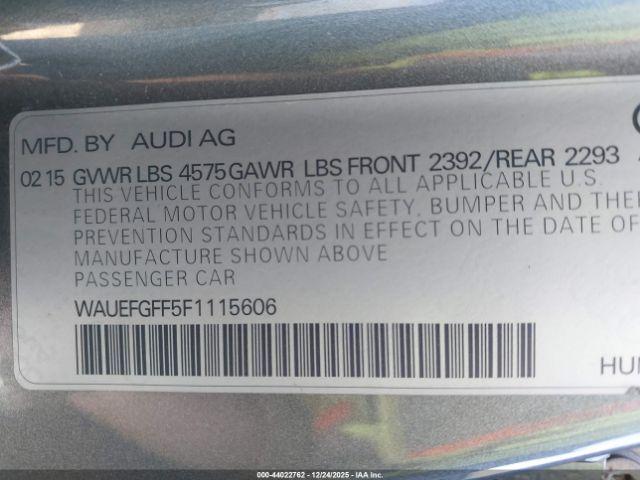 MFD. BY AUDI AG
02 15 GVWR LBS 4575 GAWR LBS FRONT 2392/REAR 2293
THIS VEHICLE CONFORMS TO ALL APPLICABLE U.S.
FEDERAL MOTOR VEHICLE SAFETY, BUMPER AND THE
PREVENTION STANDARDS IN EFFECT ON THE DATE OF
MANUFACTURE SHOWN ABOVE
PASSENGER CAR
WAUEFGFF5F1115606
HUN
000-44022762 - 12/24/2025 - IAA Inc.